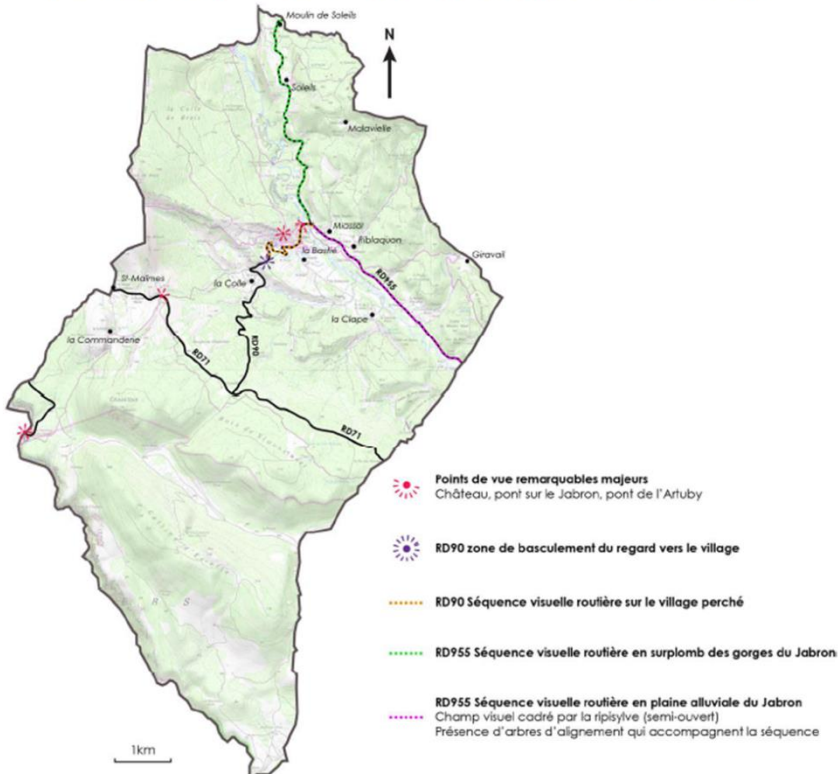 Moulin de Soleils
N
Soleils
Malavielle
Miassal
Riblaquon
la Bastié
Giravail
St-Maîmes
la Colle
RD955
la Clape
la Commanderie
RD71
RD90
RD71
Points de vue remarquables majeurs
Château, pont sur le Jabron, pont de l'Artuby
RD90 zone de basculement du regard vers le village
RD90 Séquence visuelle routière sur le village perché
RD955 Séquence visuelle routière en surplomb des gorges du Jabron
RD955 Séquence visuelle routière en plaine alluviale du Jabron
Champ visuel cadré par la ripisylve (semi-ouvert)
Présence d'arbres d'alignement qui accompagnent la séquence
1km